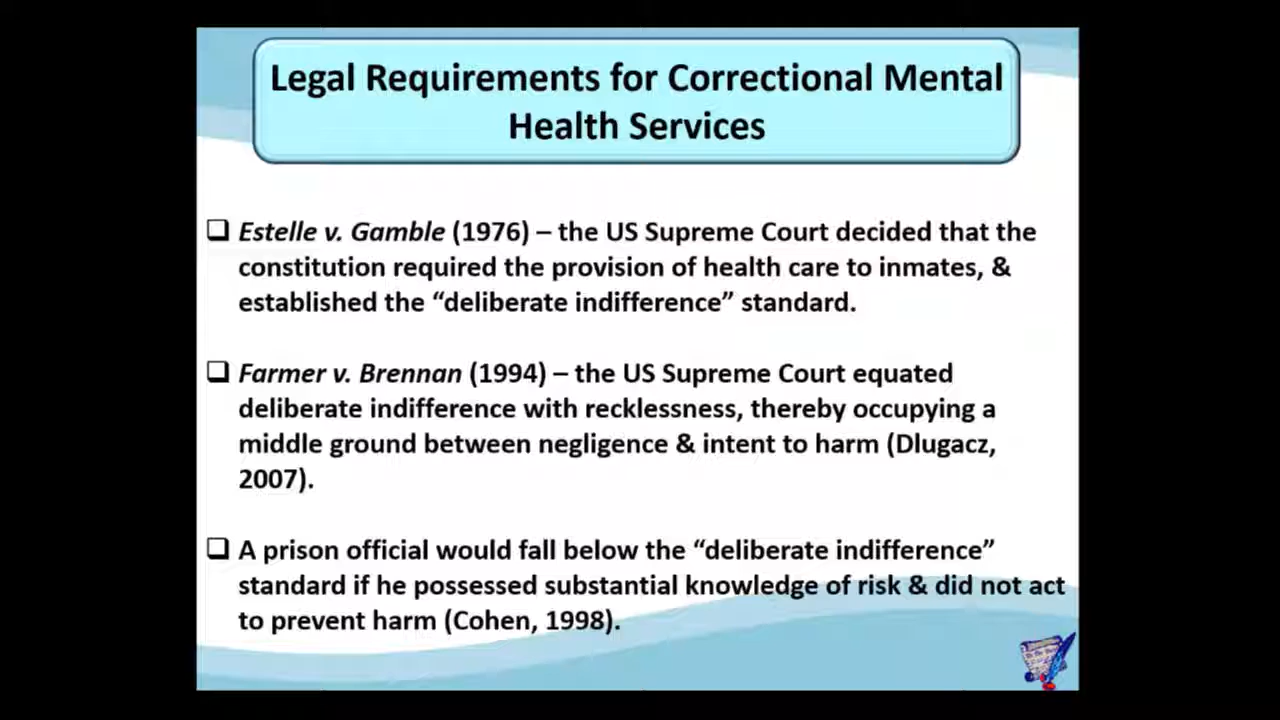 Legal Requirements for Correctional Mental
Health Services
❑ Estelle v. Gamble (1976) – the US Supreme Court decided that the
constitution required the provision of health care to inmates, &
established the “deliberate indifference” standard.
❑ Farmer v. Brennan (1994) – the US Supreme Court equated
deliberate indifference with recklessness, thereby occupying a
middle ground between negligence & intent to harm (Dlugacz,
2007).
❑ A prison official would fall below the “deliberate indifference”
standard if he possessed substantial knowledge of risk & did not act
to prevent harm (Cohen, 1998).